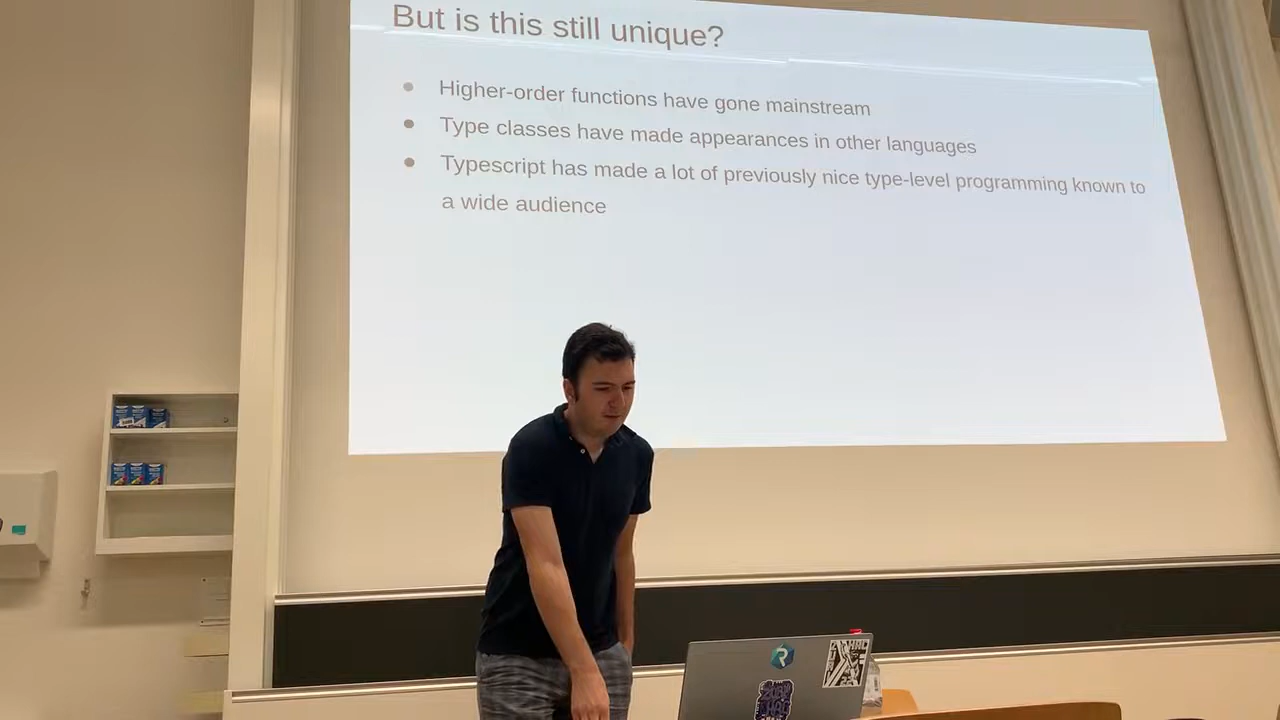 But is this still unique?
Higher-order functions have gone mainstream
Type classes have made appearances in other languages
Typescript has made a lot of previously nice type-level programming known to
a wide audience